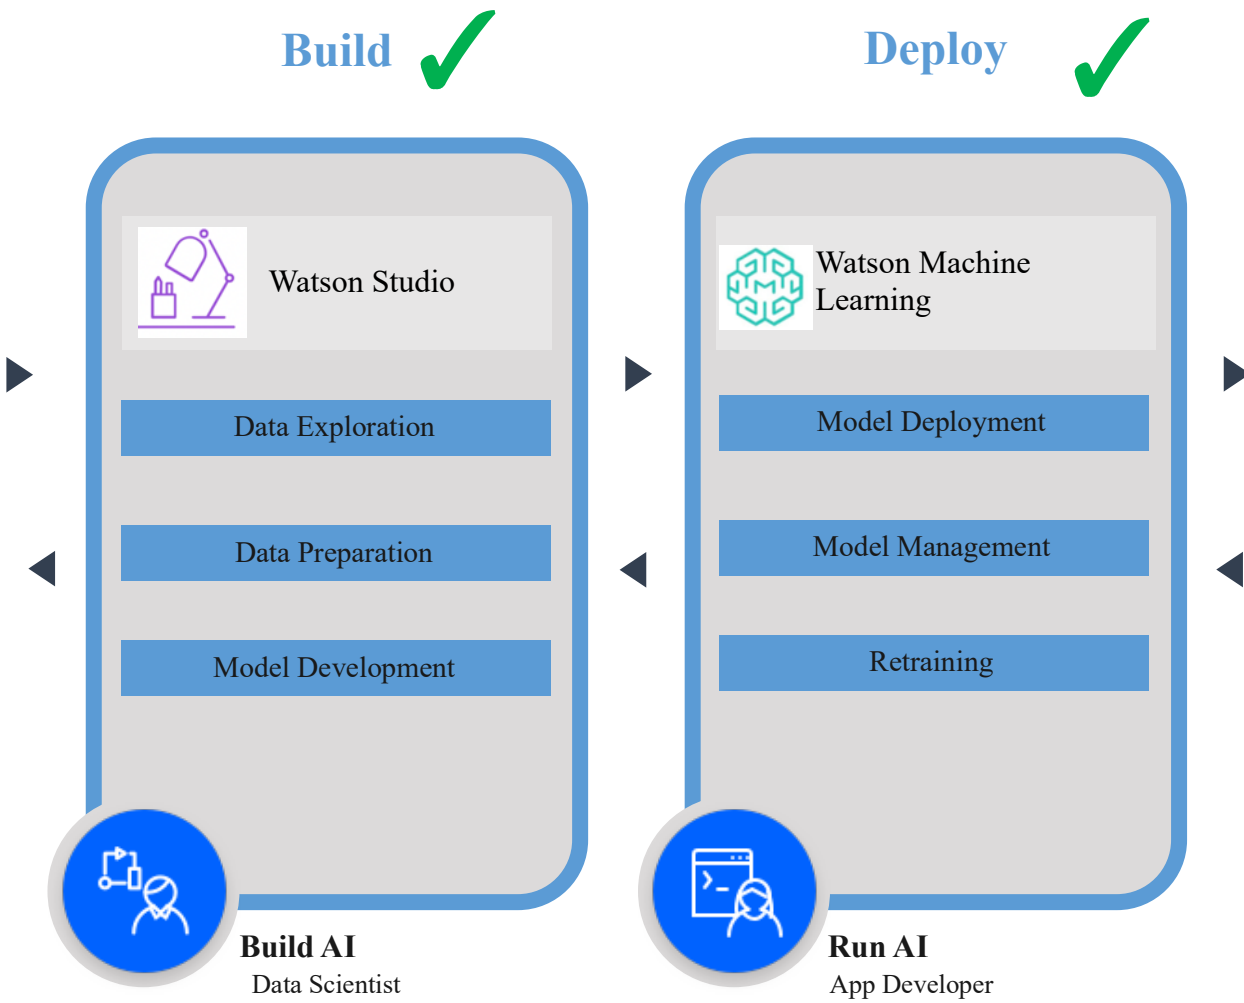 Build
Deploy
Watson Studio
Watson Machine
Learning
Data Exploration
Model Deployment
Data Preparation
Model Management
Model Development
Retraining
Build AI
Data Scientist
Run AI
App Developer